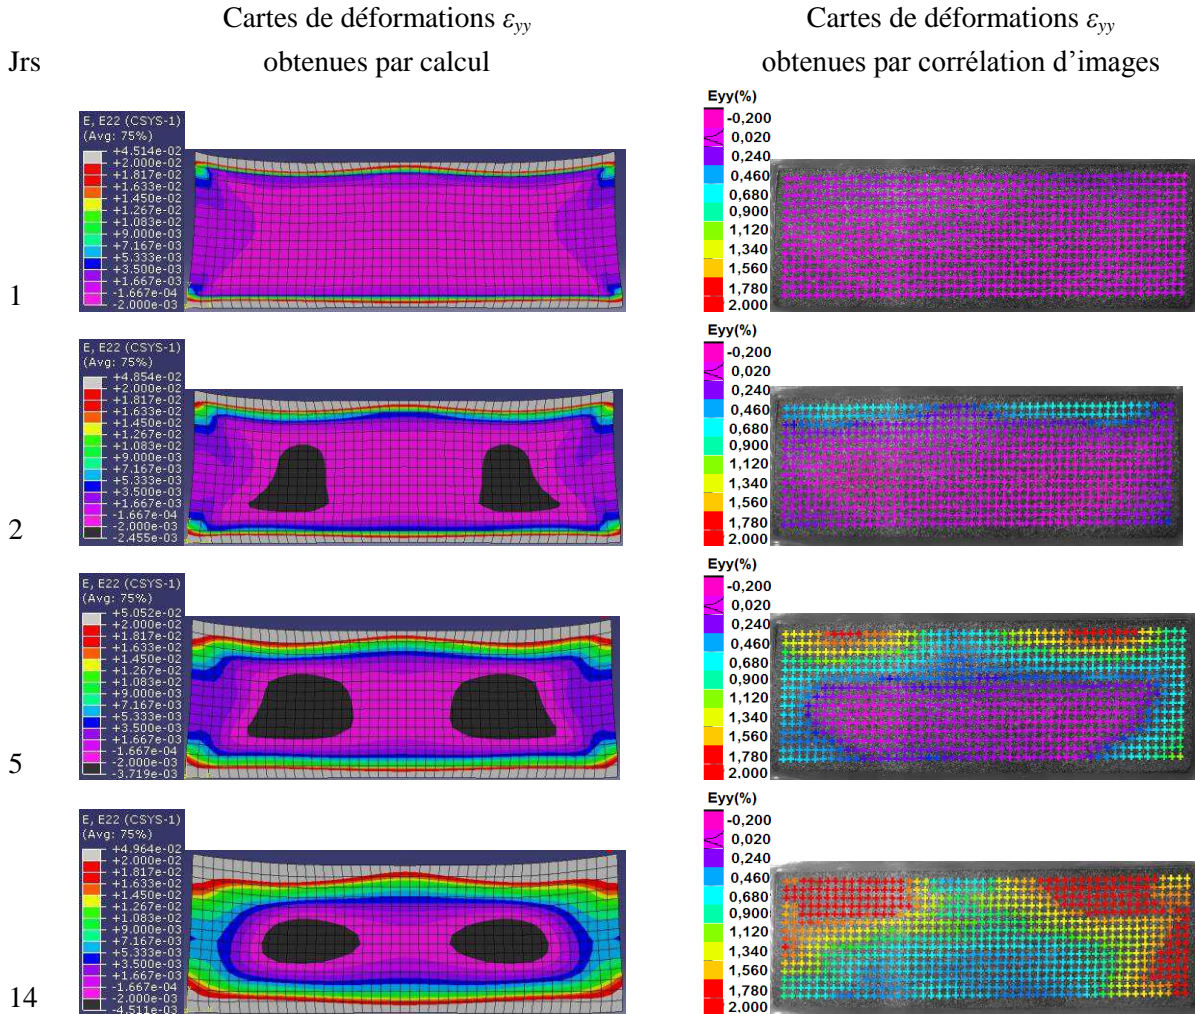 Cartes de déformations εyy
obtenues par calcul
Cartes de déformations εyy
obtenues par corrélation d’images
Jrs
1
E, E22 (CSYS-1)
(Avg: 75%)
+4.514e-02
+2.000e-02
+1.817e-02
+1.633e-02
+1.450e-02
+1.267e-02
+1.083e-02
+9.000e-03
+7.167e-03
+5.333e-03
+3.500e-03
+1.667e-03
-1.667e-04
-2.000e-03
Eyy(%)
-0,200
0,020
0,240
0,460
0,680
0,900
1,120
1,340
1,560
1,780
2,000
2
E, E22 (CSYS-1)
(Avg: 75%)
+4.854e-02
+2.000e-02
+1.817e-02
+1.633e-02
+1.450e-02
+1.267e-02
+1.083e-02
+9.000e-03
+7.167e-03
+5.333e-03
+3.500e-03
+1.667e-03
-1.667e-04
-2.000e-03
-2.455e-03
Eyy(%)
-0,200
0,020
0,240
0,460
0,680
0,900
1,120
1,340
1,560
1,780
2,000
5
E, E22 (CSYS-1)
(Avg: 75%)
+5.052e-02
+2.000e-02
+1.817e-02
+1.633e-02
+1.450e-02
+1.267e-02
+1.083e-02
+9.000e-03
+7.167e-03
+5.333e-03
+3.500e-03
+1.667e-03
-1.667e-04
-2.000e-03
-3.719e-03
Eyy(%)
-0,200
0,020
0,240
0,460
0,680
0,900
1,120
1,340
1,560
1,780
2,000
14
E, E22 (CSYS-1)
(Avg: 75%)
+4.964e-02
+2.000e-02
+1.817e-02
+1.633e-02
+1.450e-02
+1.267e-02
+1.083e-02
+9.000e-03
+7.167e-03
+5.333e-03
+3.500e-03
+1.667e-03
-1.667e-04
-2.000e-03
-4.511e-03
Eyy(%)
-0,200
0,020
0,240
0,460
0,680
0,900
1,120
1,340
1,560
1,780
2,000